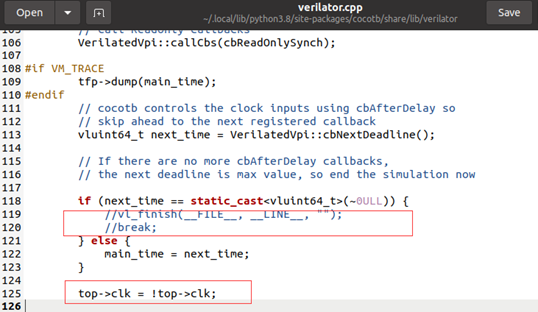 Open
verilator.cpp
~/.local/lib/python3.8/site-packages/cocotb/share/lib/verilator
Save
105 // Call ReadOnly callbacks
106 VerilatedVpi::callCbs(cbReadOnlySynch);
107
108 #if VM_TRACE
109 tfp->dump(main_time);
110 #endif
111 // cocotb controls the clock inputs using cbAfterDelay so
112 // skip ahead to the next registered callback
113 vluint64_t next_time = VerilatedVpi::cbNextDeadline();
114
115 // If there are no more cbAfterDelay callbacks,
116 // the next deadline is max value, so end the simulation now
117
118 if (next_time == static_cast<vluint64_t>(~0ULL)) {
119 //vl_finish(__FILE__, __LINE__, "");
120 //break;
121 } else {
122 main_time = next_time;
123 }
124
125 top->clk = !top->clk;
126